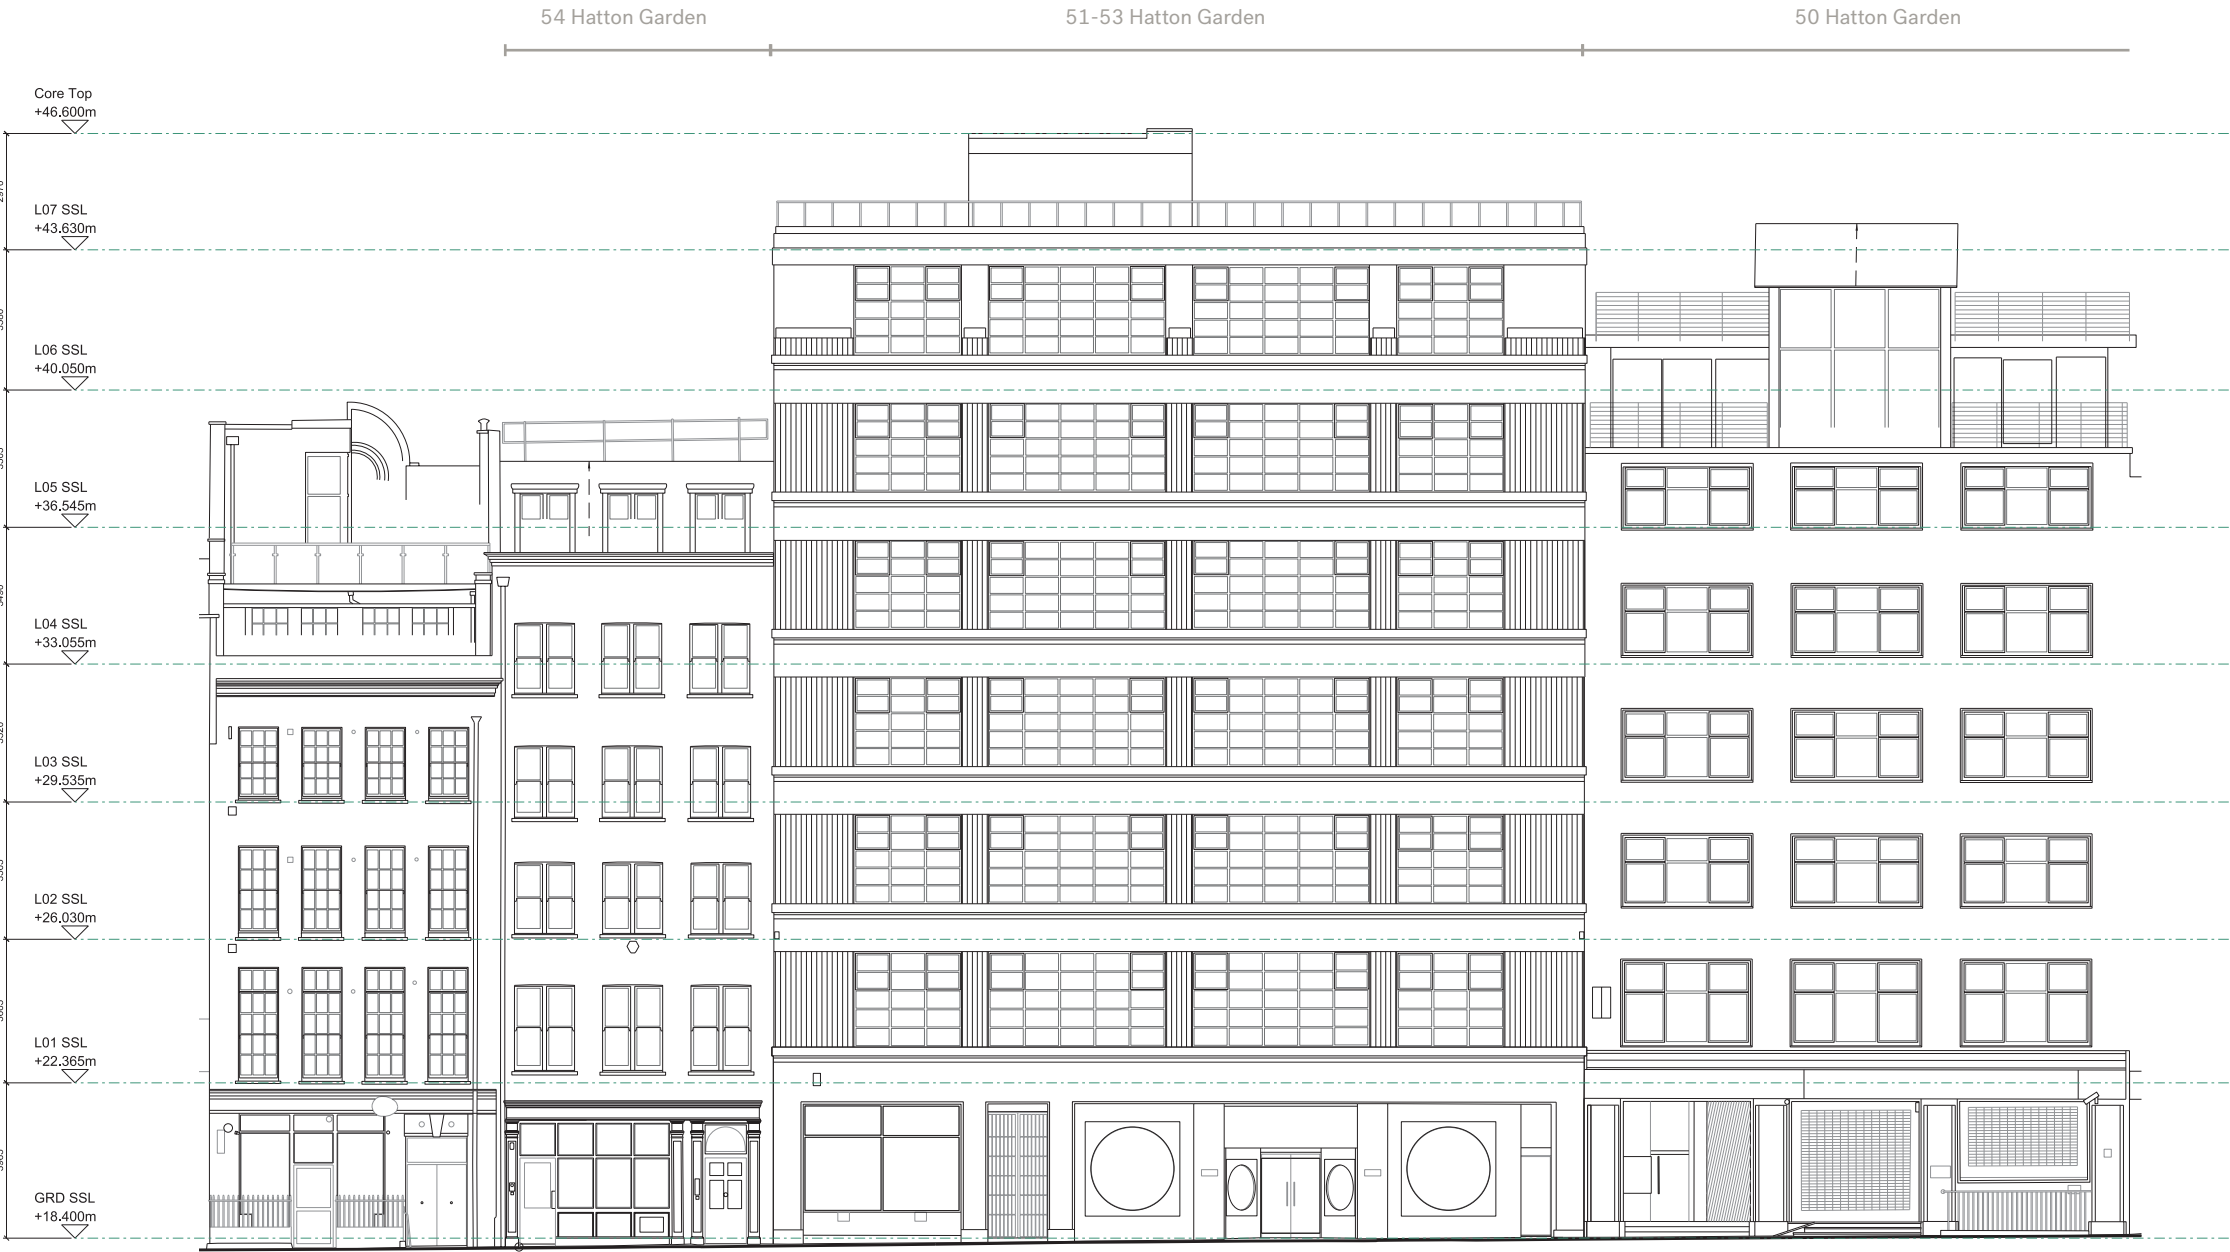 54 Hatton Garden
51-53 Hatton Garden
50 Hatton Garden
Core Top
+46.600m
L07 SSL
+43.630m
L06 SSL
+40.050m
L05 SSL
+36.545m
L04 SSL
+33.055m
L03 SSL
+29.535m
L02 SSL
+26.030m
L01 SSL
+22.365m
GRD SSL
+18.400m